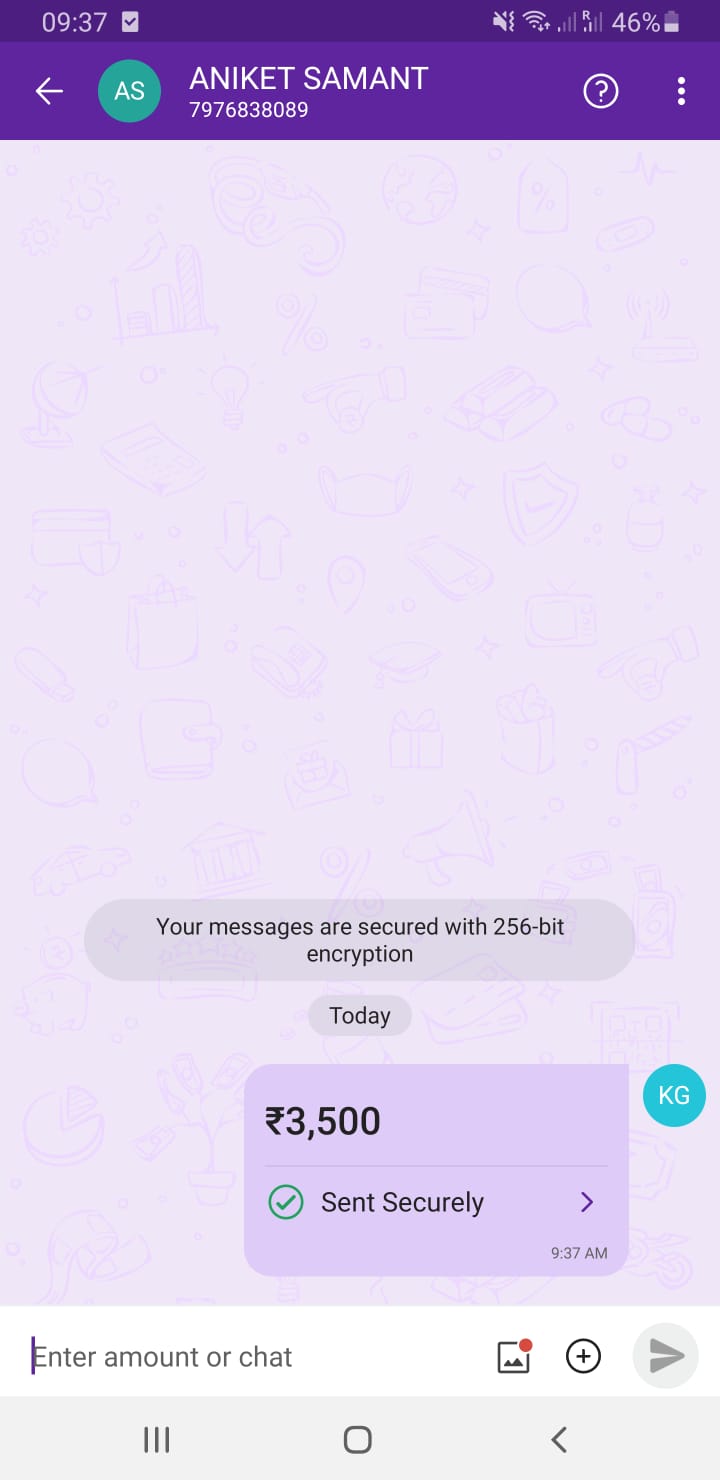 09:37 46%
AS ANIKET SAMANT
7976838089
Your messages are secured with 256-bit
encryption
Today
KG
₹3,500
Sent Securely
9:37 AM
Enter amount or chat